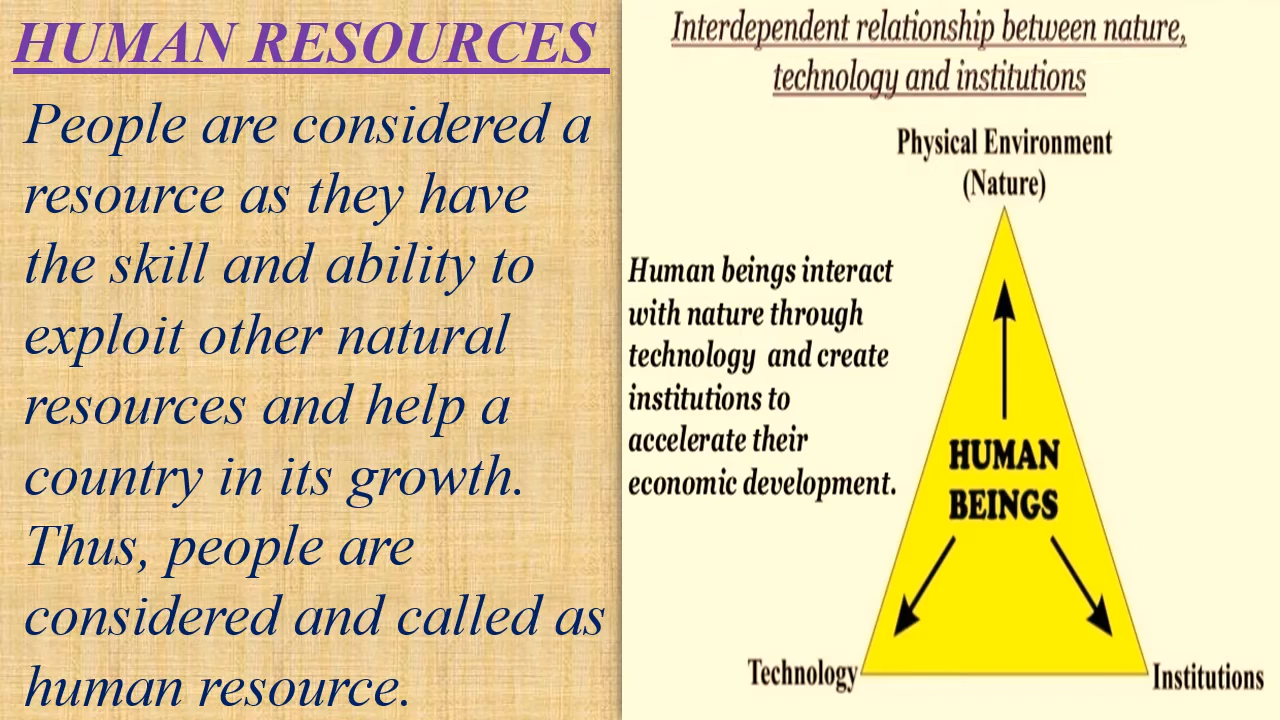 HUMAN RESOURCES
People are considered a
resource as they have
the skill and ability to
exploit other natural
resources and help a
country in its growth.
Thus, people are
considered and called as
human resource.
Interdependent relationship between nature,
technology and institutions
Physical Environment
(Nature)
Human beings interact
with nature through
technology and create
institutions to
accelerate their
economic development.
HUMAN
BEINGS
Technology
Institutions